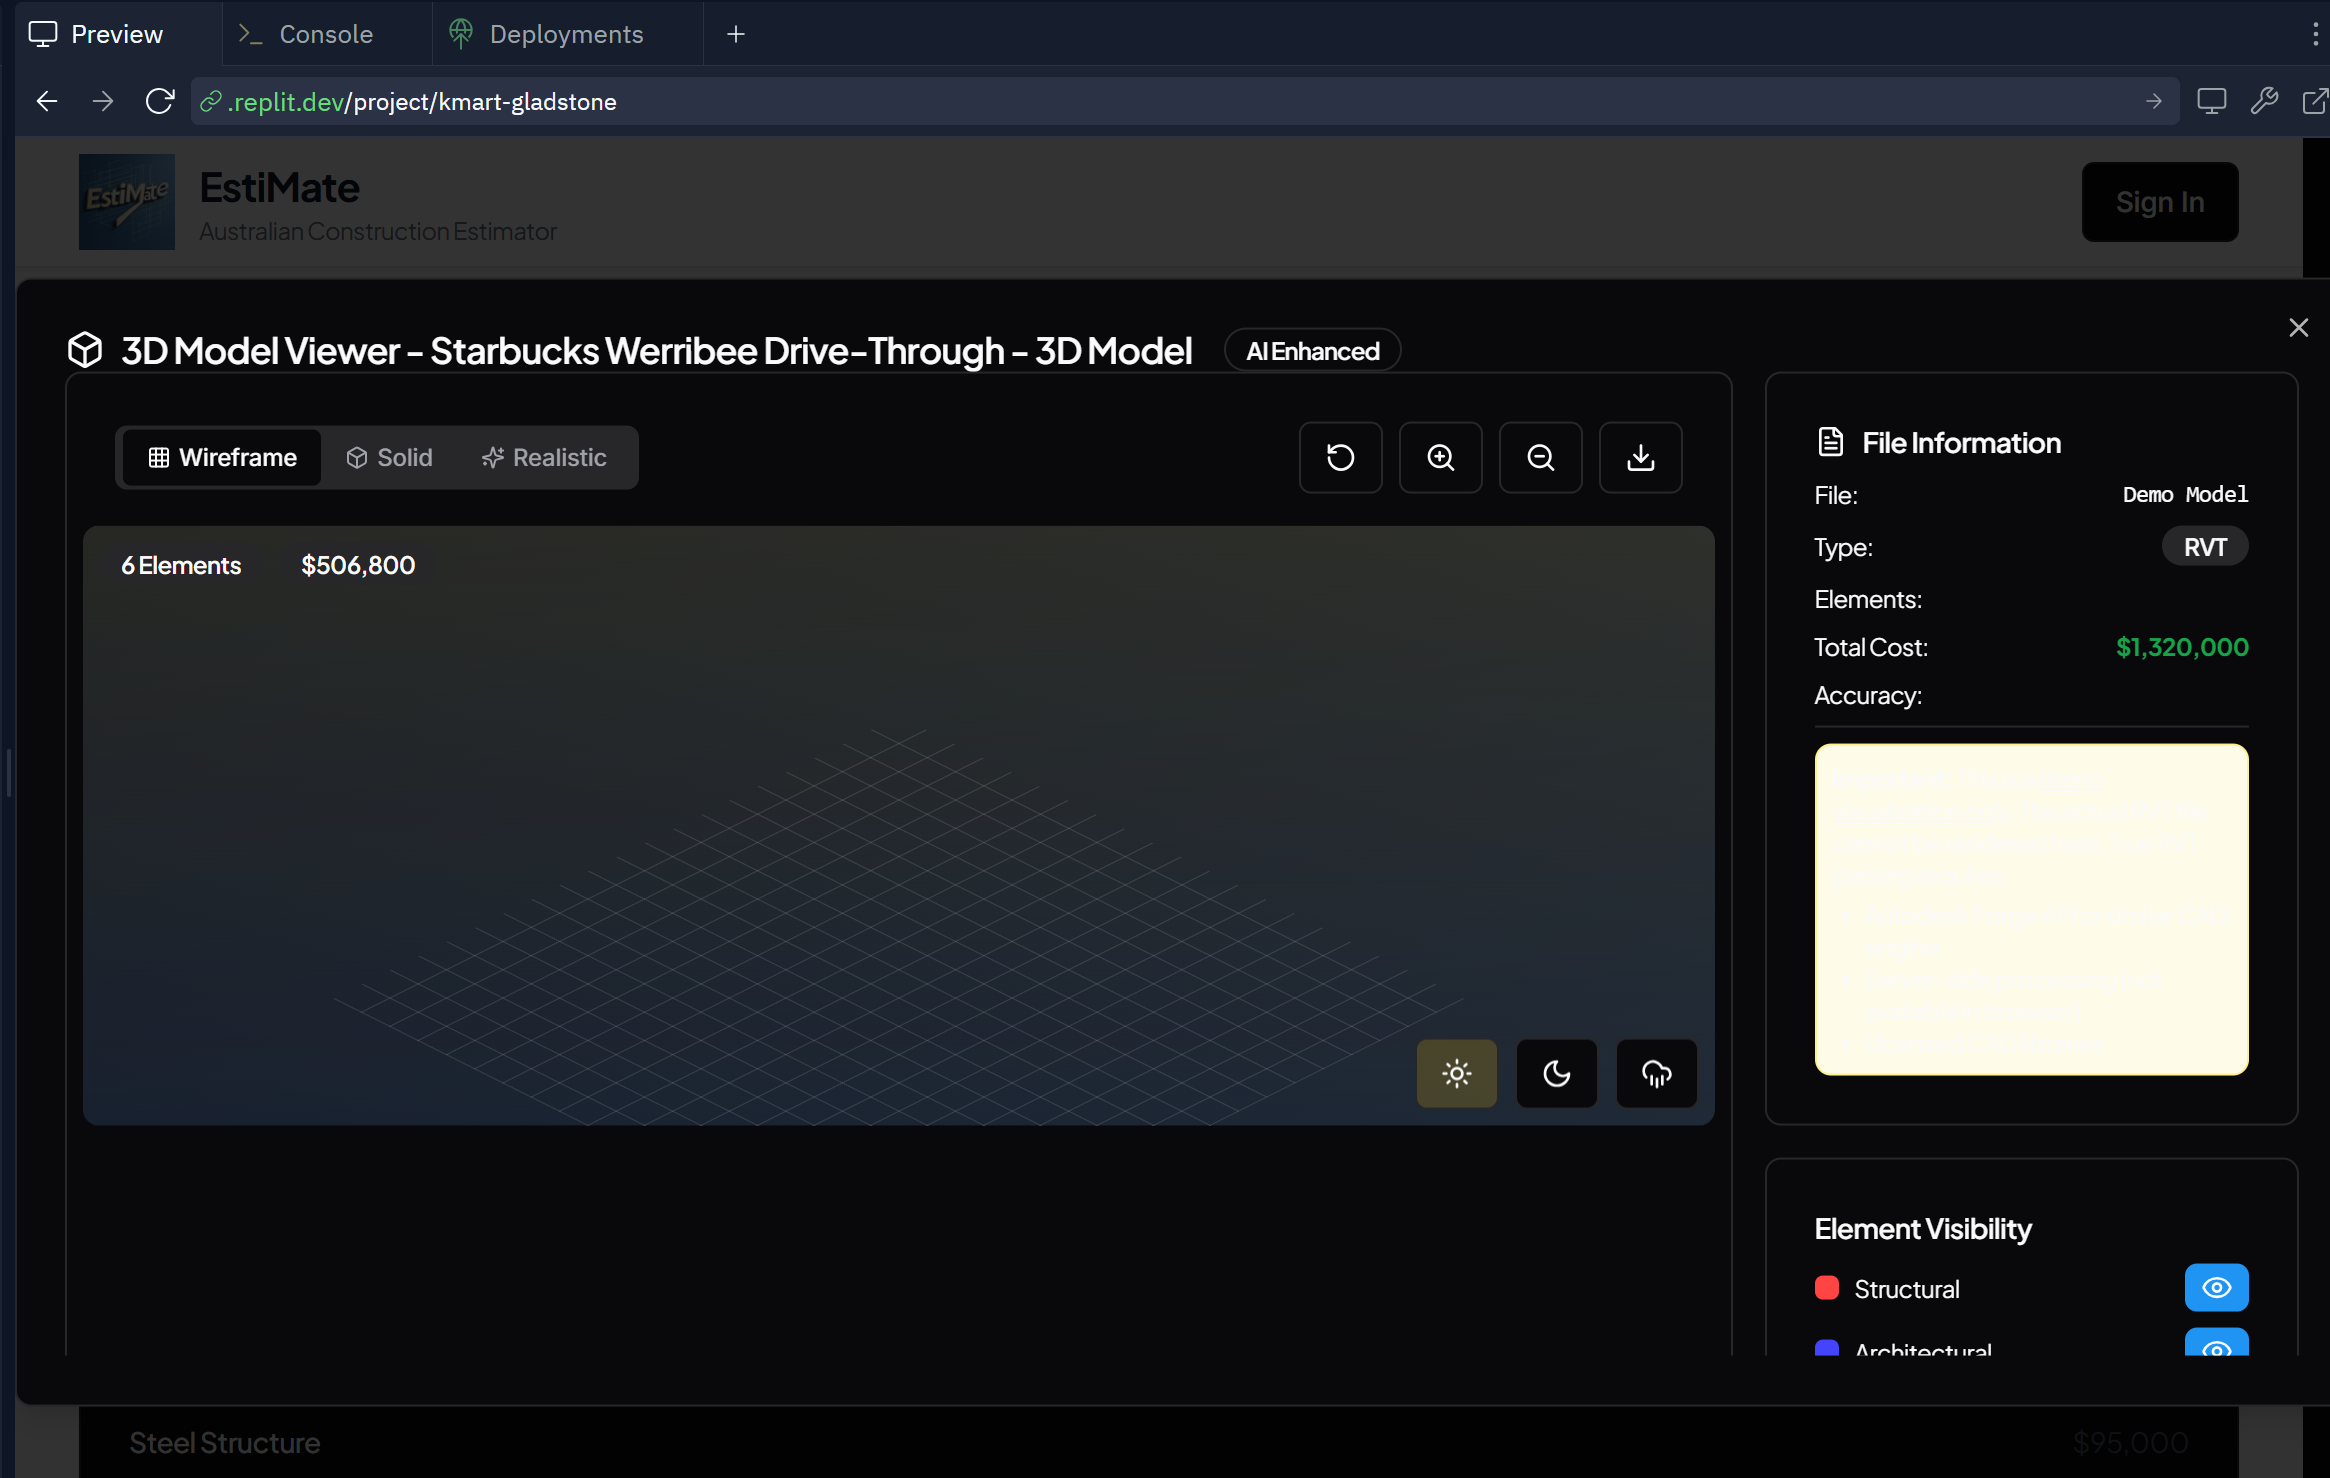 Preview
Console
Deployments
.replit.dev/project/kmart-gladstone
EstiMate
EstiMate
Australian Construction Estimator
Sign In
3D Model Viewer - Starbucks Werribee Drive-Through - 3D Model
AI Enhanced
Wireframe
Solid
Realistic
6 Elements
$506,800
File Information
File:
Demo Model
Type:
RVT
Elements:
Total Cost:
$1,320,000
Accuracy:
Element Visibility
Structural
Architectural
Steel Structure
$95,000